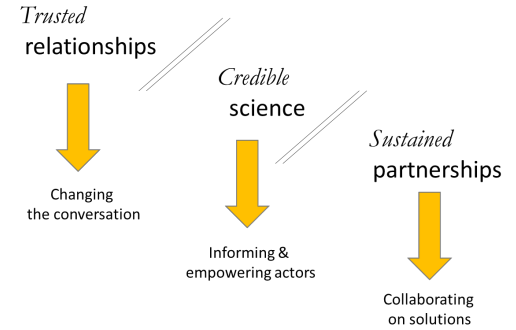 Trusted
relationships
Changing
the conversation
Credible
science
Informing &
empowering actors
Sustained
partnerships
Collaborating
on solutions